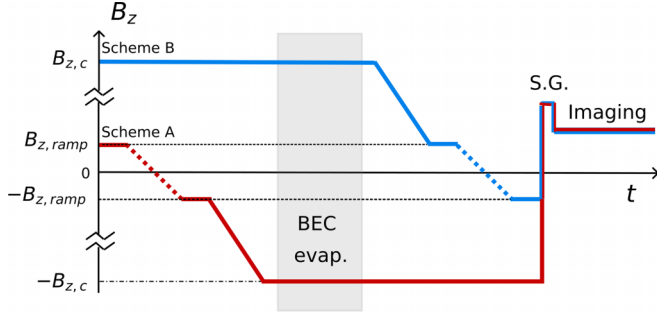 B_z
Scheme B
B_{z,c}
S.G.
Imaging
Scheme A
B_{z,ramp}
0
t
−B_{z,ramp}
BEC
evap.
−B_{z,c}